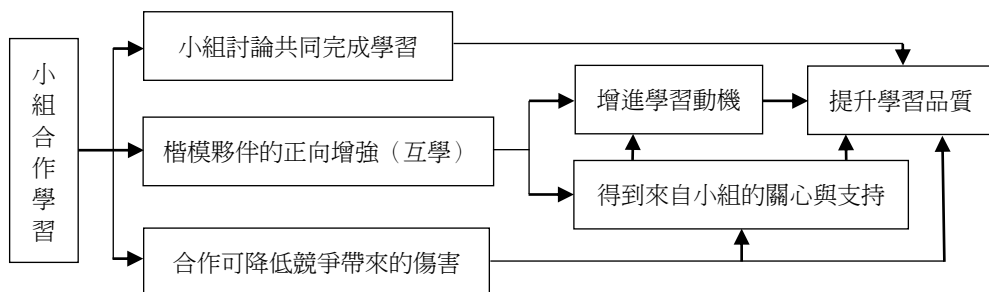 小組合作學習
小組討論共同完成學習
楷模夥伴的正向增強（互學）
合作可降低競爭帶來的傷害
增進學習動機
得到來自小組的關心與支持
提升學習品質